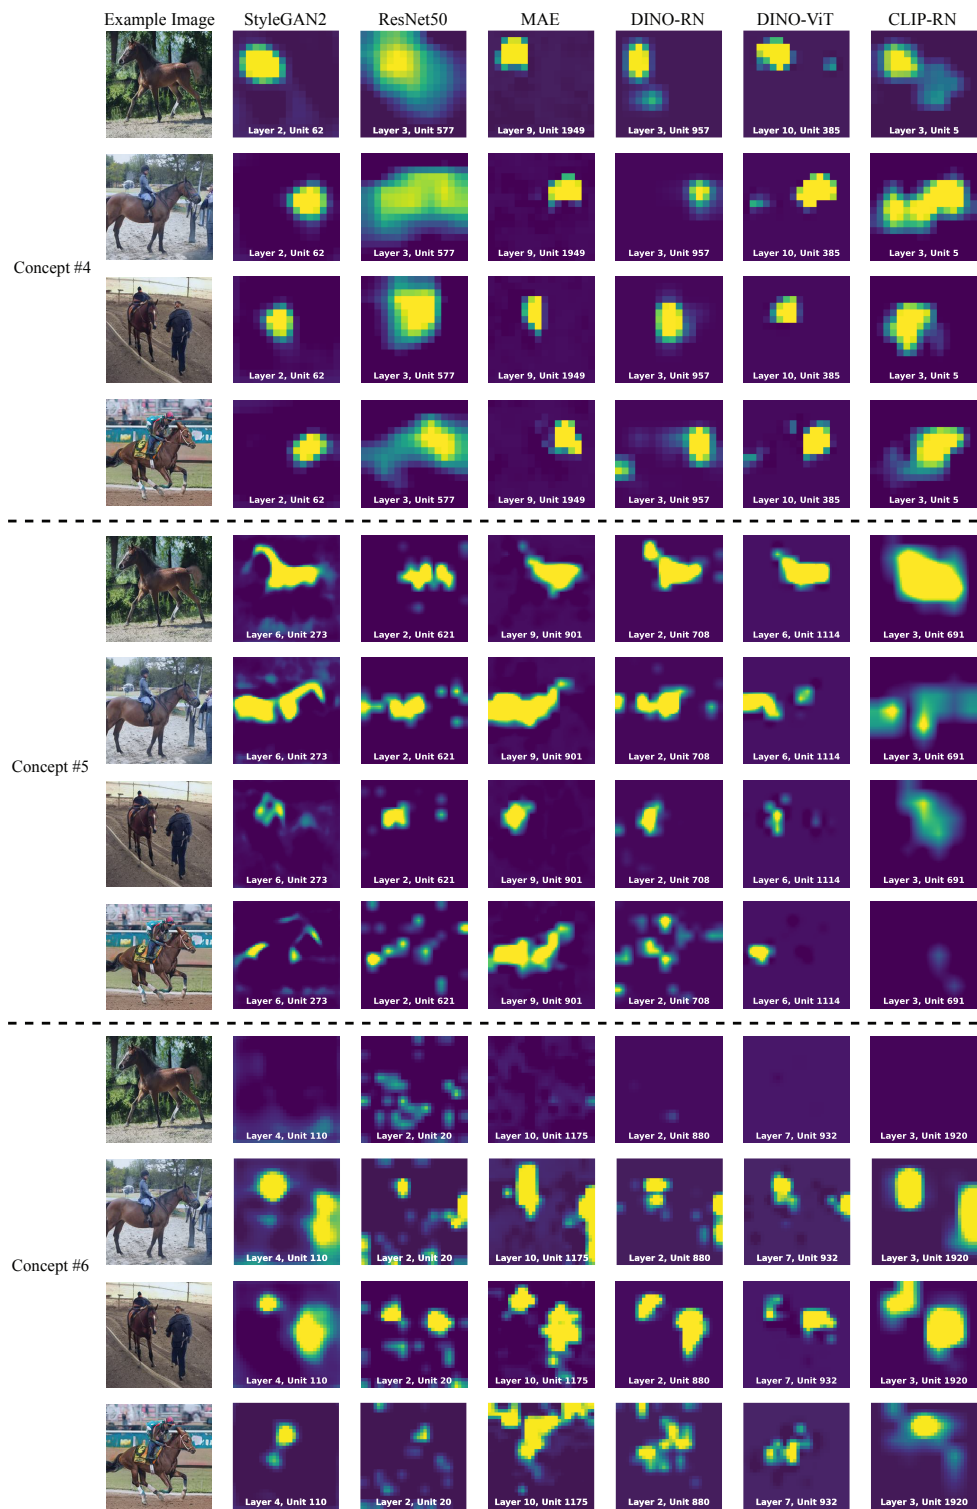 Example Image StyleGAN2 ResNet50 MAE DINO-RN DINO-ViT CLIP-RN
Layer 2, Unit 62 Layer 3, Unit 577 Layer 9, Unit 1949 Layer 3, Unit 957 Layer 10, Unit 385 Layer 3, Unit 5
Layer 2, Unit 62 Layer 3, Unit 577 Layer 9, Unit 1949 Layer 3, Unit 957 Layer 10, Unit 385 Layer 3, Unit 5
Concept #4
Layer 2, Unit 62 Layer 3, Unit 577 Layer 9, Unit 1949 Layer 3, Unit 957 Layer 10, Unit 385 Layer 3, Unit 5
Layer 2, Unit 62 Layer 3, Unit 577 Layer 9, Unit 1949 Layer 3, Unit 957 Layer 10, Unit 385 Layer 3, Unit 5
Layer 6, Unit 273 Layer 2, Unit 621 Layer 9, Unit 901 Layer 2, Unit 708 Layer 6, Unit 1114 Layer 3, Unit 691
Layer 6, Unit 273 Layer 2, Unit 621 Layer 9, Unit 901 Layer 2, Unit 708 Layer 6, Unit 1114 Layer 3, Unit 691
Concept #5
Layer 6, Unit 273 Layer 2, Unit 621 Layer 9, Unit 901 Layer 2, Unit 708 Layer 6, Unit 1114 Layer 3, Unit 691
Layer 6, Unit 273 Layer 2, Unit 621 Layer 9, Unit 901 Layer 2, Unit 708 Layer 6, Unit 1114 Layer 3, Unit 691
Layer 4, Unit 110 Layer 2, Unit 20 Layer 10, Unit 1175 Layer 2, Unit 880 Layer 7, Unit 932 Layer 3, Unit 1920
Layer 4, Unit 110 Layer 2, Unit 20 Layer 10, Unit 1175 Layer 2, Unit 880 Layer 7, Unit 932 Layer 3, Unit 1920
Concept #6
Layer 4, Unit 110 Layer 2, Unit 20 Layer 10, Unit 1175 Layer 2, Unit 880 Layer 7, Unit 932 Layer 3, Unit 1920
Layer 4, Unit 110 Layer 2, Unit 20 Layer 10, Unit 1175 Layer 2, Unit 880 Layer 7, Unit 932 Layer 3, Unit 1920